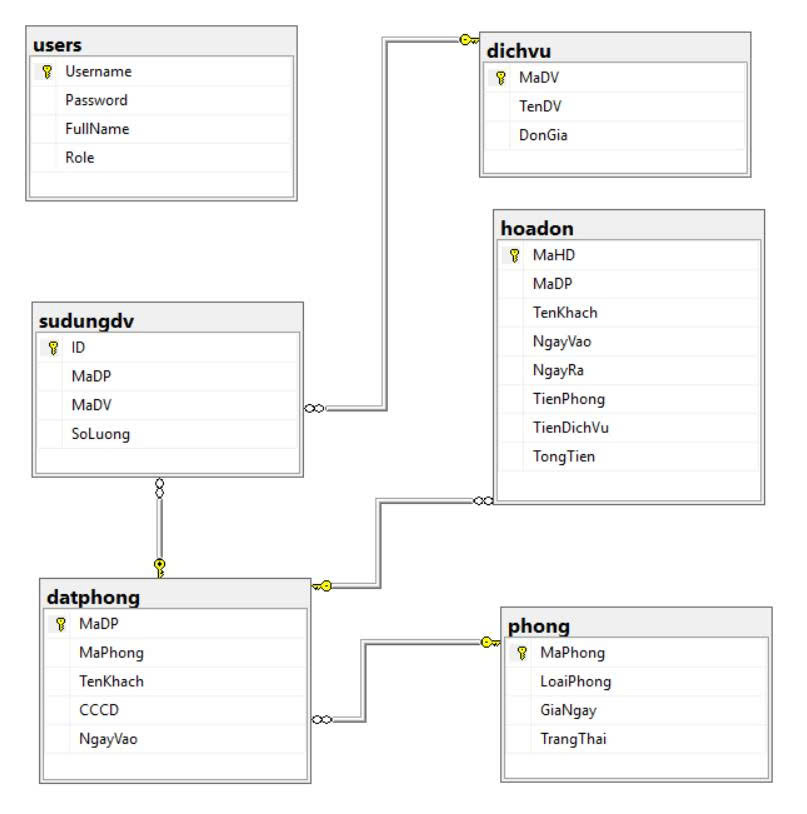 users
Username
Password
FullName
Role
dichvu
MaDV
TenDV
DonGia
hoadon
MaHD
MaDP
TenKhach
NgayVao
NgayRa
TienPhong
TienDichVu
TongTien
sudungdv
ID
MaDP
MaDV
SoLuong
datphong
MaDP
MaPhong
TenKhach
CCCD
NgayVao
phong
MaPhong
LoaiPhong
GiaNgay
TrangThai